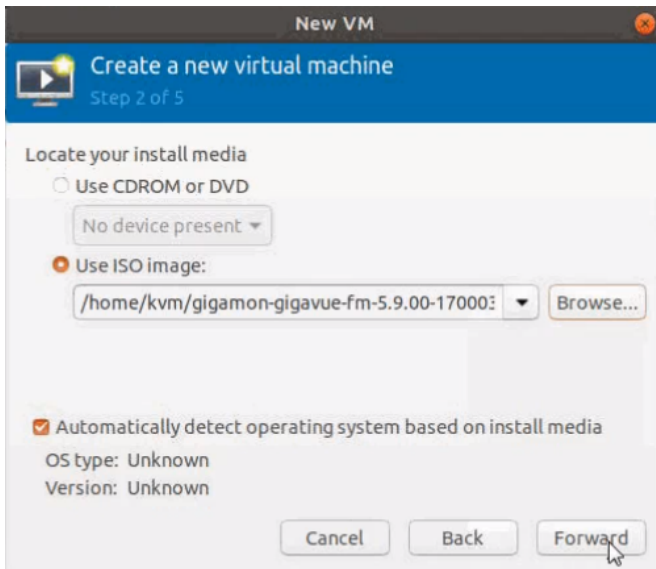 New VM
Create a new virtual machine
Step 2 of 5
Locate your install media
Use CDROM or DVD
No device present
Use ISO image:
/home/kvm/gigamon-gigavue-fm-5.9.00-170003 Browse...
Automatically detect operating system based on install media
OS type: Unknown
Version: Unknown
Cancel Back Forward